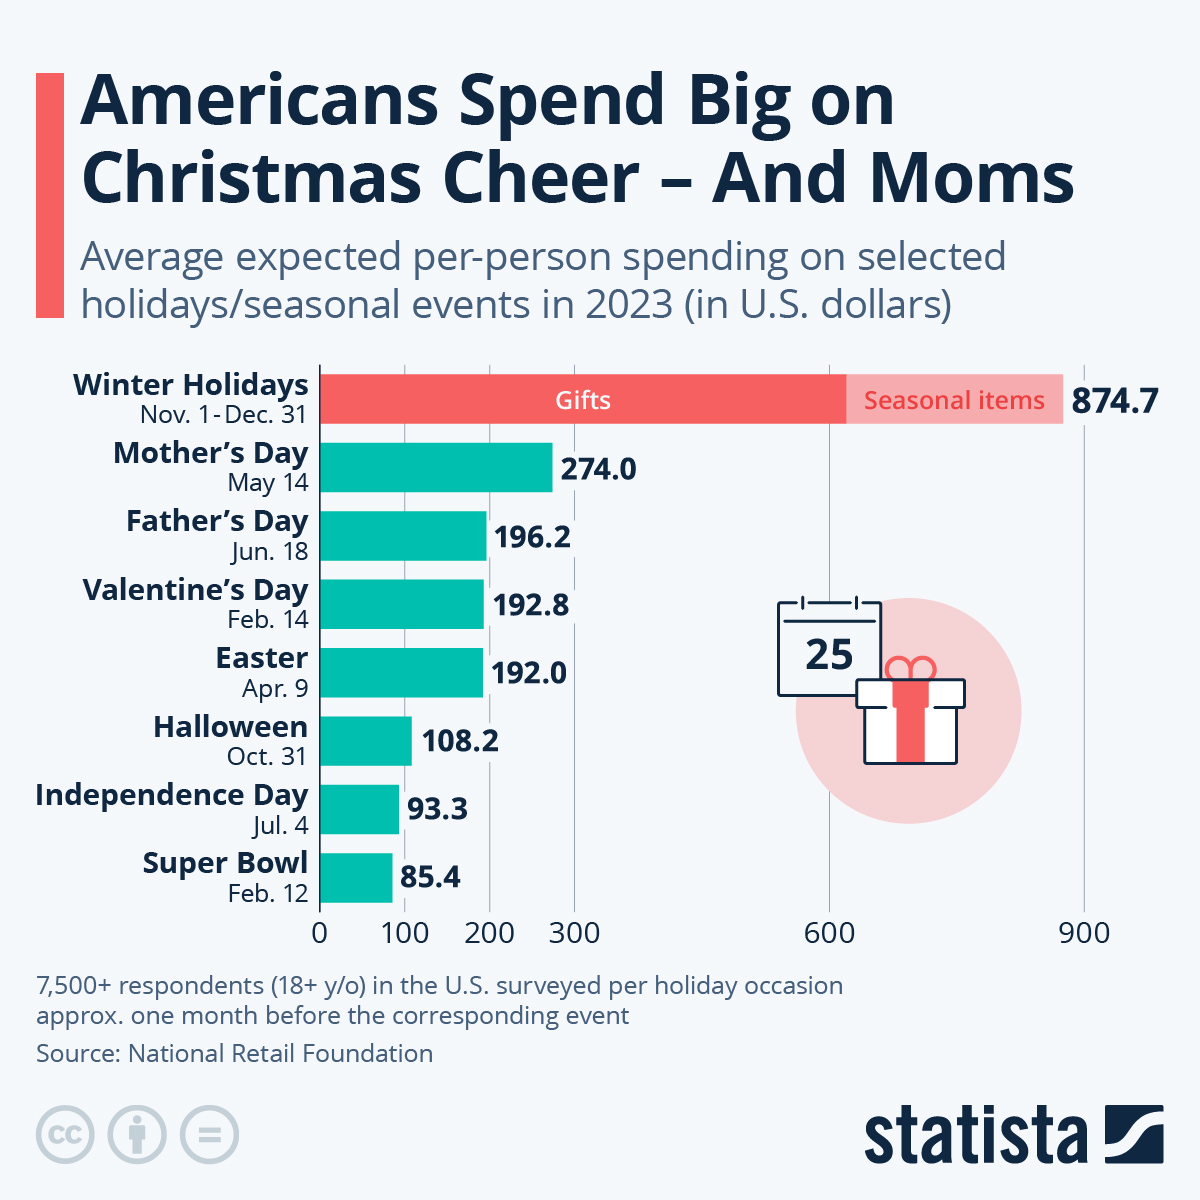 Americans Spend Big on
Christmas Cheer – And Moms
Average expected per-person spending on selected
holidays/seasonal events in 2023 (in U.S. dollars)
Winter Holidays
Nov. 1-Dec. 31
Gifts
Seasonal items
874.7
Mother's Day
May 14
274.0
Father's Day
Jun. 18
196.2
Valentine's Day
Feb. 14
192.8
Easter
Apr. 9
192.0
Halloween
Oct. 31
108.2
Independence Day
Jul. 4
93.3
Super Bowl
Feb. 12
85.4
25
0 100 200 300 600 900
7,500+ respondents (18+ y/o) in the U.S. surveyed per holiday occasion
approx. one month before the corresponding event
Source: National Retail Foundation
cc
statista